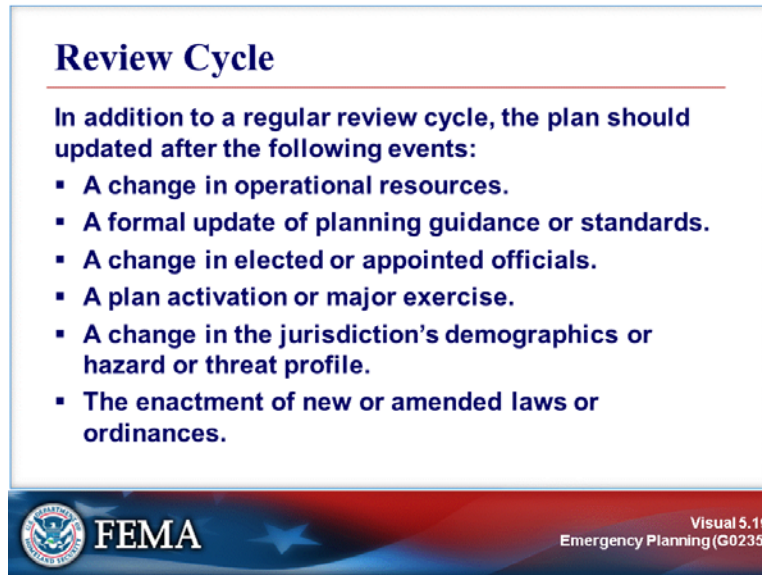 Review Cycle
In addition to a regular review cycle, the plan should
updated after the following events:
▪ A change in operational resources.
▪ A formal update of planning guidance or standards.
▪ A change in elected or appointed officials.
▪ A plan activation or major exercise.
▪ A change in the jurisdiction's demographics or
hazard or threat profile.
▪ The enactment of new or amended laws or
ordinances.
FEMA
Visual 5.1
Emergency Planning (G0235